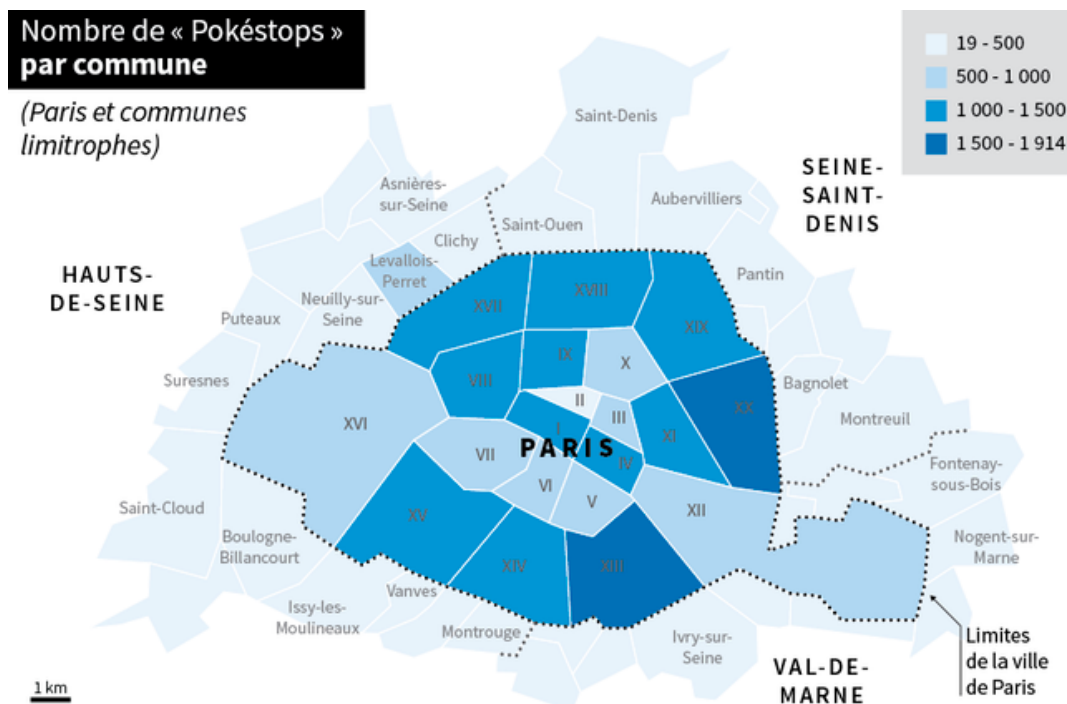 Nombre de « Pokéstops »
par commune
(Paris et communes
limitrophes)
19 - 500
500 - 1 000
1 000 - 1 500
1 500 - 1 914
Saint-Denis
SEINE-
SAINT-
DENIS
Asnières-
sur-Seine
Aubervilliers
Saint-Ouen
Clichy
Levallois-
Perret
HAUTS-
DE-SEINE
Pantin
Neuilly-sur-
Seine
Puteaux
XVII
XVIII
XIX
Suresnes
VIII
IX
X
Bagnolet
II
XX
Montreuil
XVI
I
III
XI
PARIS
VII
IV
Fontenay-
sous-Bois
VI
V
XII
Saint-Cloud
XV
Boulogne-
Billancourt
Nogent-sur-
Marne
XIV
XIII
Vanves
Issy-les-
Moulineaux
Montrouge
Ivry-sur-
Seine
VAL-DE-
MARNE
Limites
de la ville
de Paris
1 km